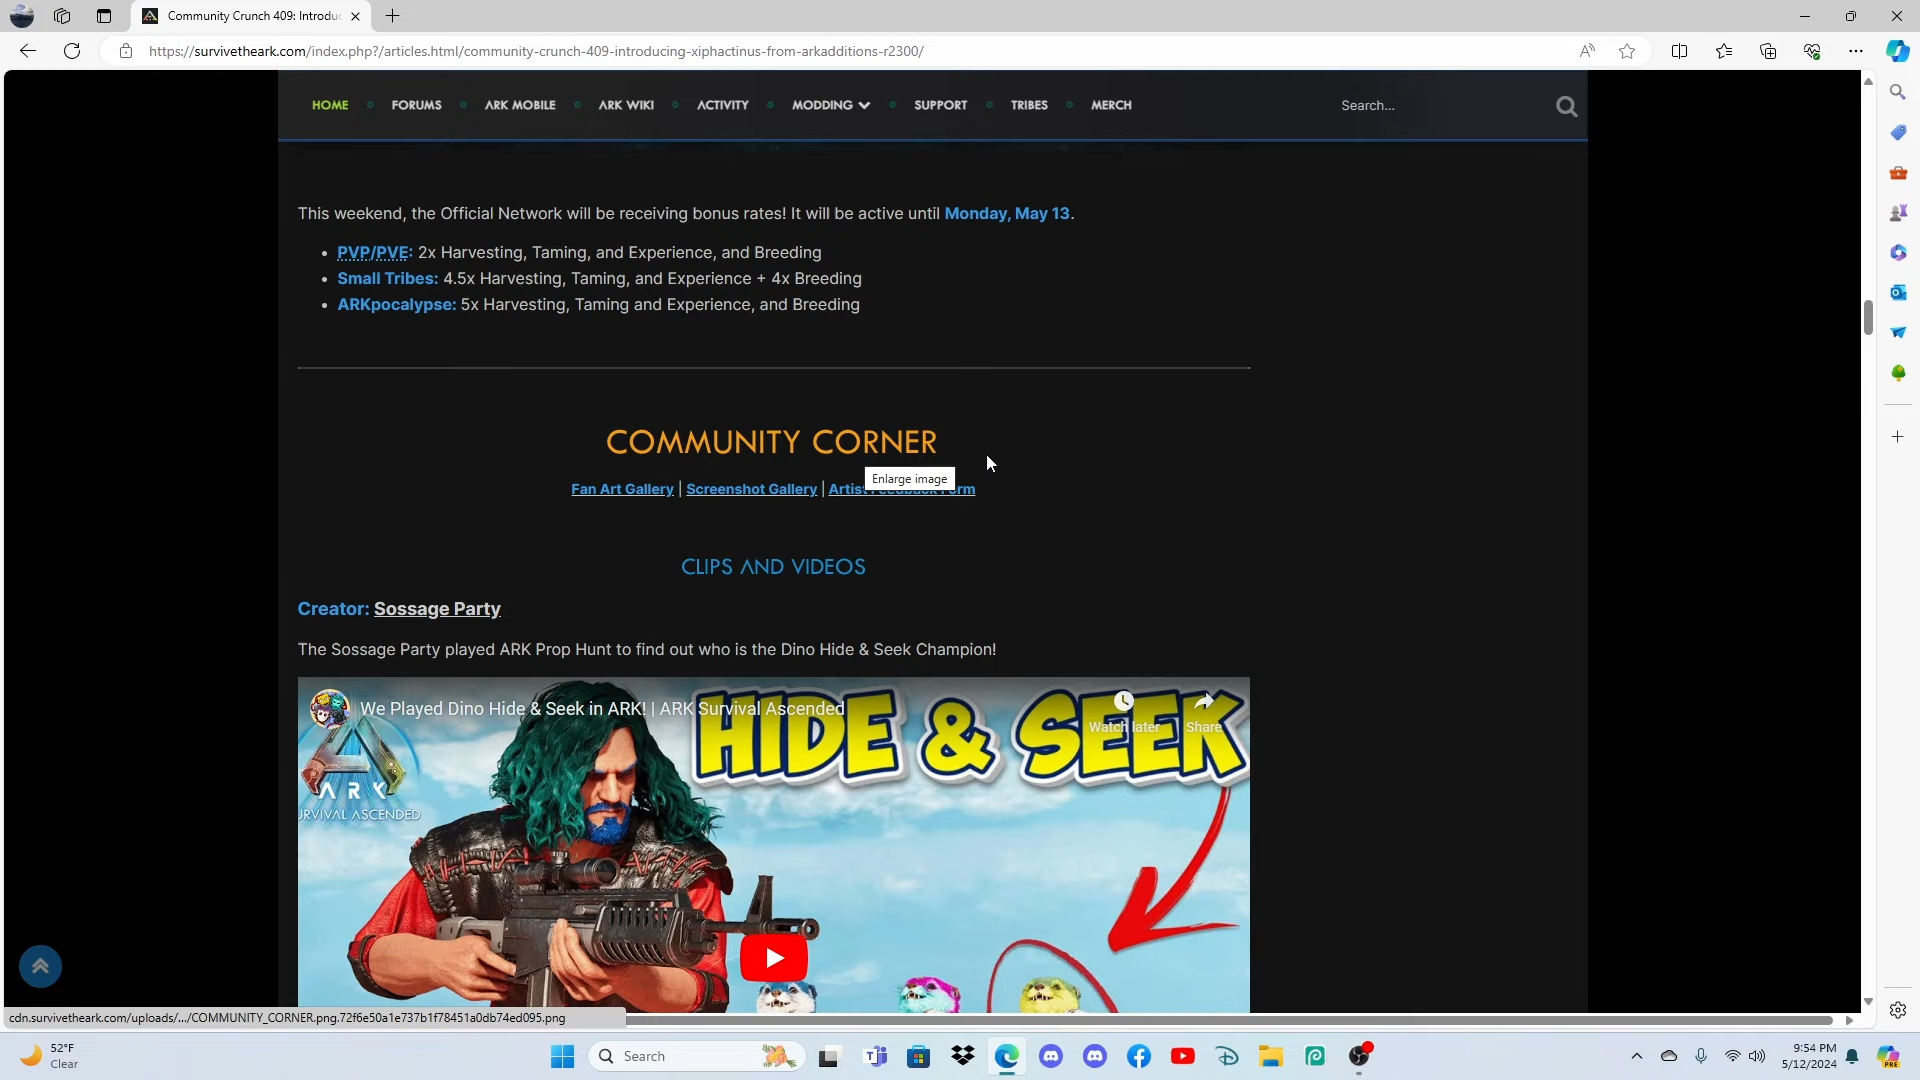 Community Crunch 409: Introduc
https://survivetheark.com/index.php?/articles.html/community-crunch-409-introducing-xiphactinus-from-arkadditions-r2300/
HOME FORUMS ARK MOBILE ARK WIKI ACTIVITY MODDING SUPPORT TRIBES MERCH Search...
This weekend, the Official Network will be receiving bonus rates! It will be active until Monday, May 13.
PVP/PVE: 2x Harvesting, Taming, and Experience, and Breeding
Small Tribes: 4.5x Harvesting, Taming, and Experience + 4x Breeding
ARKpocalypse: 5x Harvesting, Taming and Experience, and Breeding
COMMUNITY CORNER
Enlarge image
Fan Art Gallery | Screenshot Gallery |
CLIPS AND VIDEOS
Creator: Sossage Party
The Sossage Party played ARK Prop Hunt to find out who is the Dino Hide & Seek Champion!
We Played Dino Hide & Seek in ARK! | ARK Survival Ascended
HIDE & SEEK
Watch later Share
ARK
URVIVAL ASCENDED
cdn.survivetheark.com/uploads/.../COMMUNITY_CORNER.png.72f6e50a1e737b1f78451a0db74ed095.png
52°F
Clear
Search
9:54 PM
5/12/2024
PRE